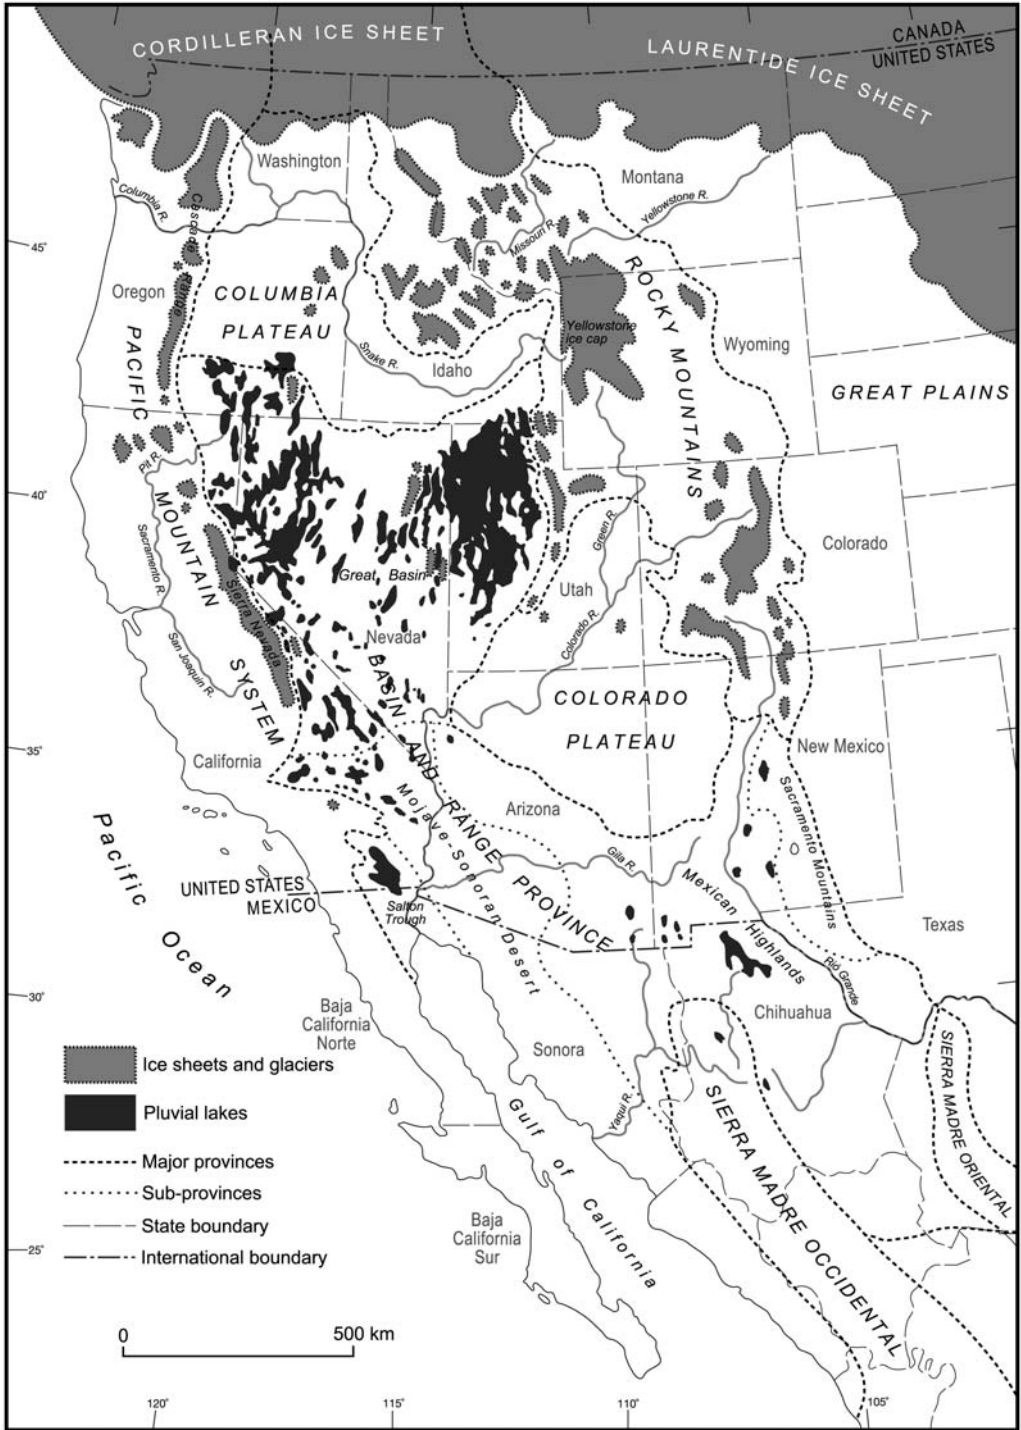 CORDILLERAN ICE SHEET
LAURENTIDE ICE SHEET
CANADA
UNITED STATES
Washington
Montana
Columbia R.
Cascade
Range
Missouri R.
Yellowstone R.
45°
Oregon
COLUMBIA
PLATEAU
ROCKY MOUNTAINS
Yellowstone
ice cap
Wyoming
Snake R.
Idaho
GREAT PLAINS
PACIFIC
MOUNTAIN
SYSTEM
Pit R.
40°
Sacramento R.
Sierra Nevada
San Joaquin R.
Great Basin
Nevada
Green R.
Utah
Colorado R.
Colorado
BASIN AND RANGE
PROVINCE
COLORADO
PLATEAU
35°
California
New Mexico
Arizona
Mojave Sonoran Desert
Sacramento Mountains
Gila R.
Mexican
Highlands
Pacific
Ocean
UNITED STATES
MEXICO
Salton
Trough
Texas
Rió Grande
30°
Baja
California
Norte
Sonora
Chihuahua
SIERRA MADRE ORIENTAL
Yaqui R.
SIERRA MADRE OCCIDENTAL
Gulf of California
Baja
California
Sur
25°
Ice sheets and glaciers
Pluvial lakes
Major provinces
Sub-provinces
State boundary
International boundary
0
500 km
120°
115°
110°
105°